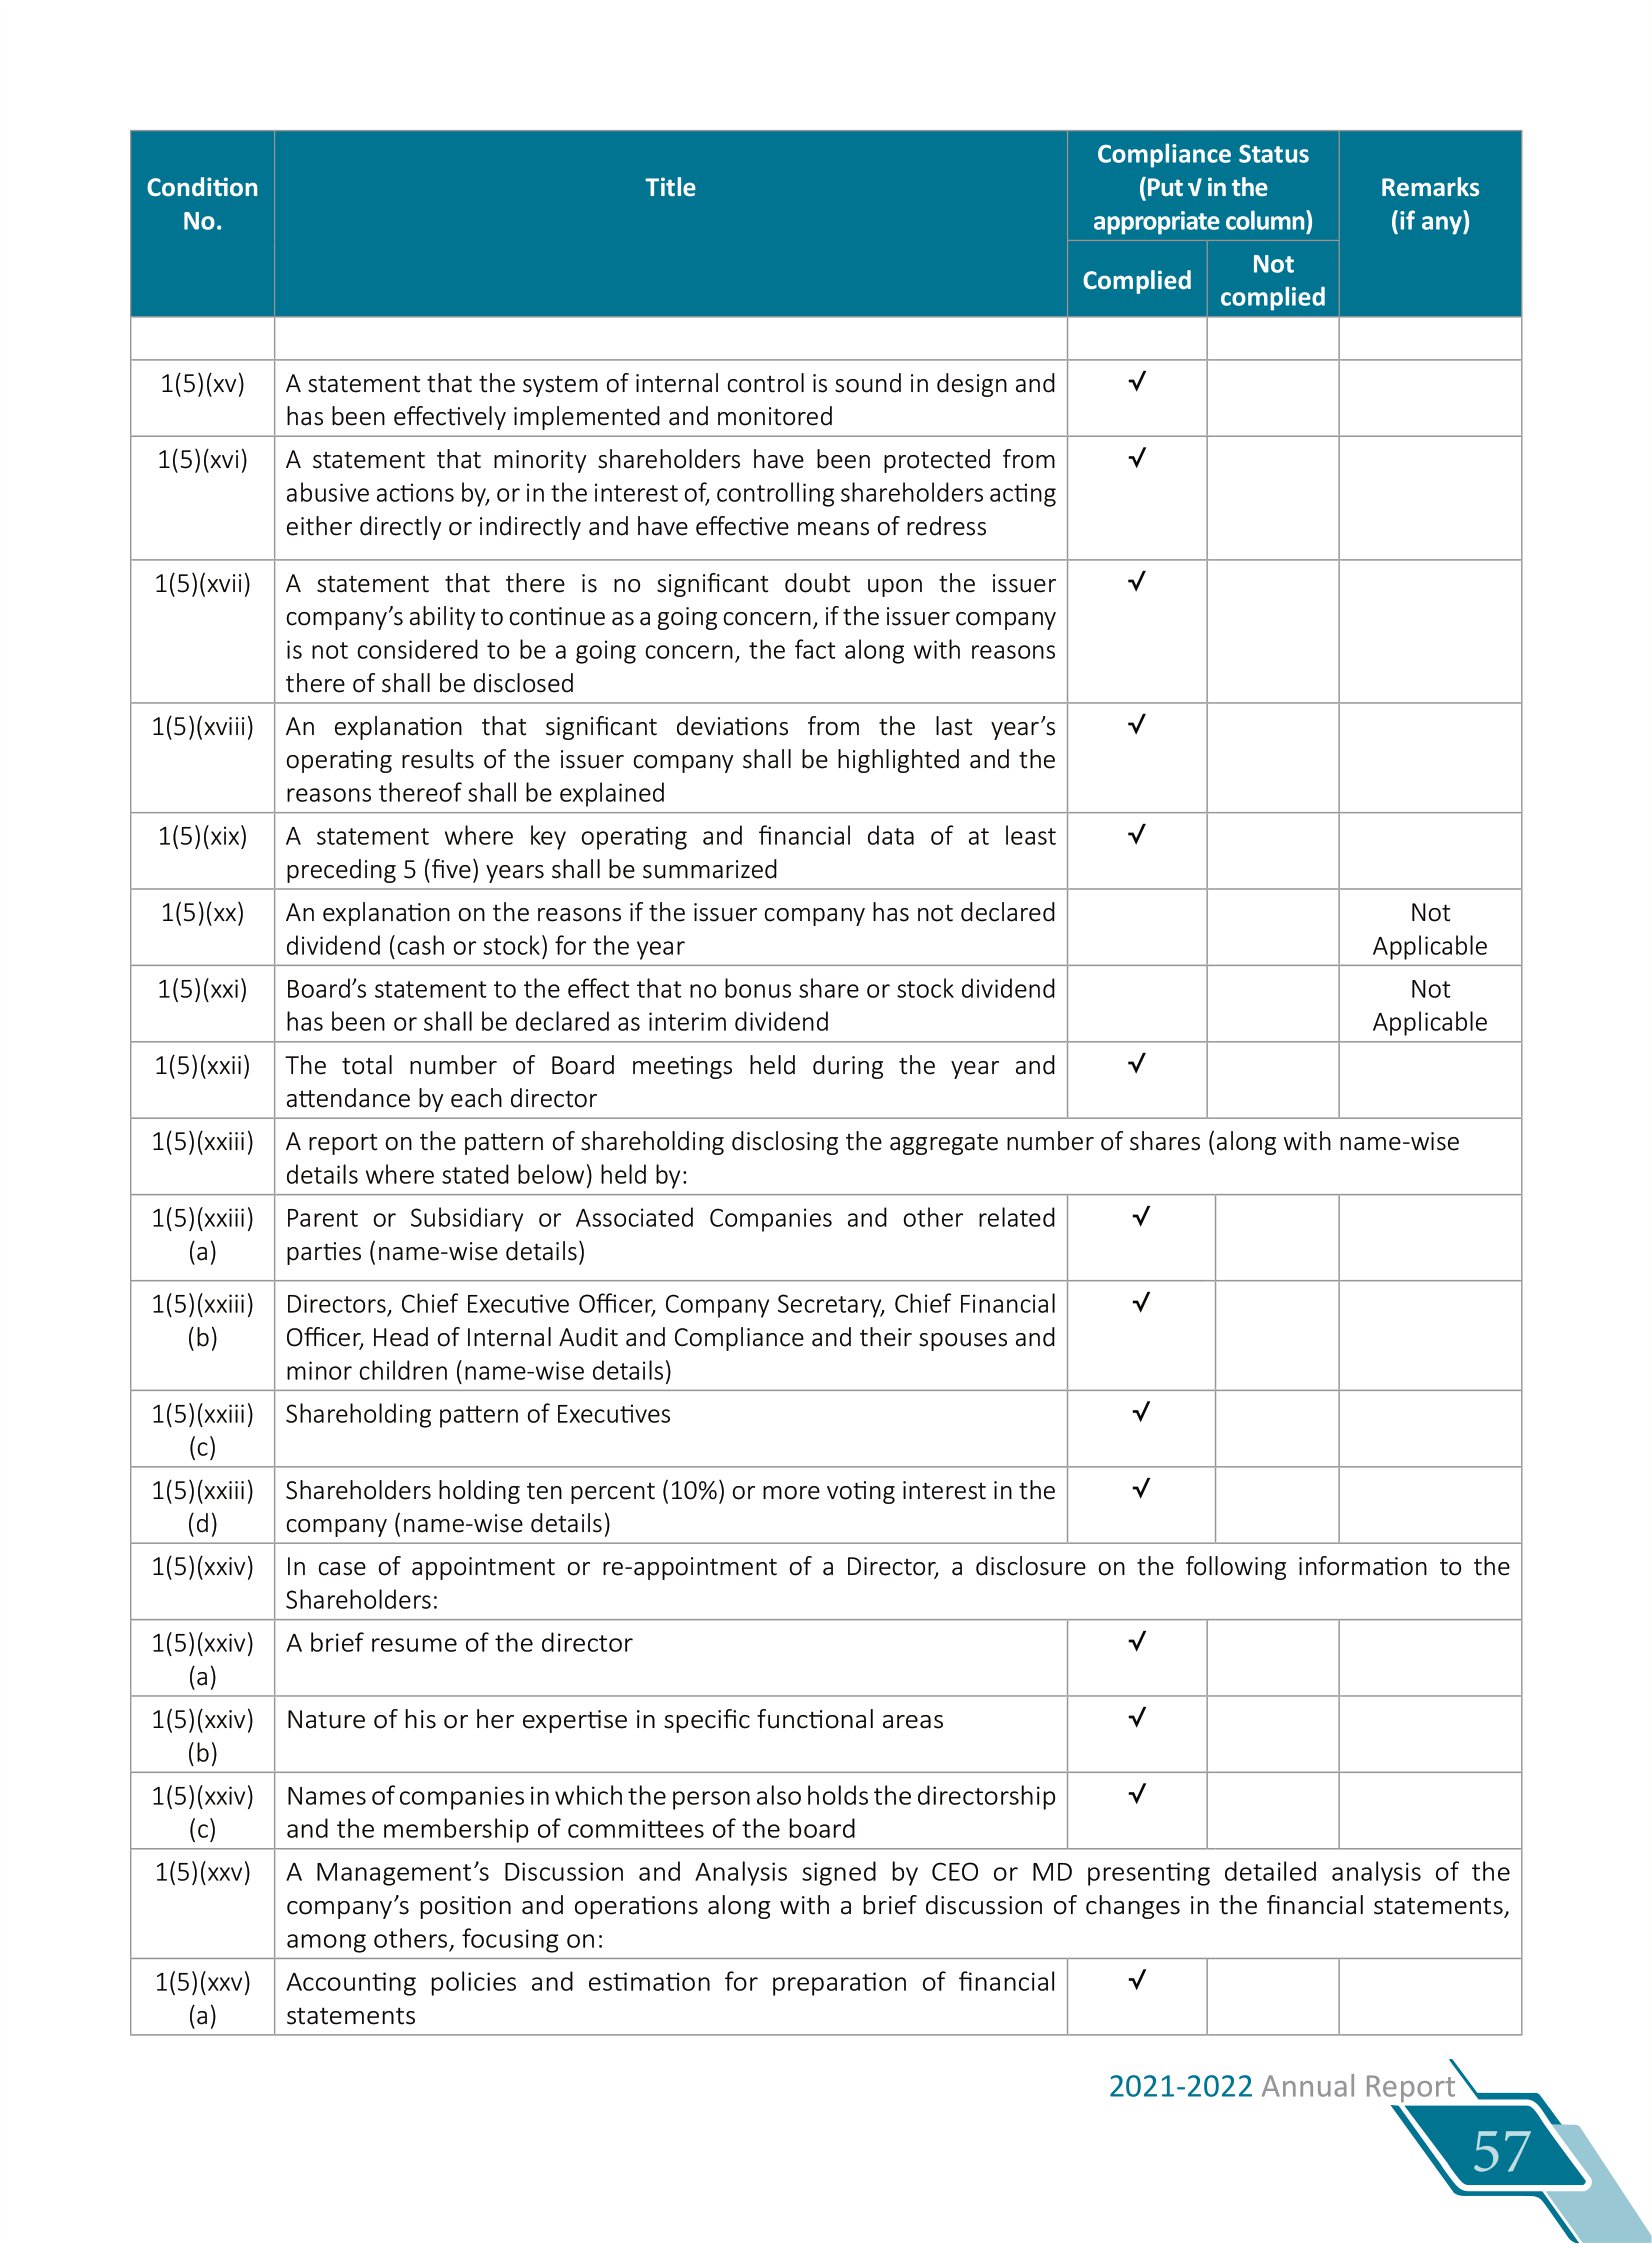 Condition
No.
Title
Compliance Status
(Put √ in the
appropriate column)
Remarks
(if any)
Complied
Not
complied
1(5)(xv)
A statement that the system of internal control is sound in design and
has been effectively implemented and monitored
√
1(5)(xvi)
A statement that minority shareholders have been protected from
abusive actions by, or in the interest of, controlling shareholders acting
either directly or indirectly and have effective means of redress
√
1(5)(xvii)
A statement that there is no significant doubt upon the issuer
company’s ability to continue as a going concern, if the issuer company
is not considered to be a going concern, the fact along with reasons
there of shall be disclosed
√
1(5)(xviii)
An explanation that significant deviations from the last year’s
operating results of the issuer company shall be highlighted and the
reasons thereof shall be explained
√
1(5)(xix)
A statement where key operating and financial data of at least
preceding 5 (five) years shall be summarized
√
1(5)(xx)
An explanation on the reasons if the issuer company has not declared
dividend (cash or stock) for the year
Not
Applicable
1(5)(xxi)
Board’s statement to the effect that no bonus share or stock dividend
has been or shall be declared as interim dividend
Not
Applicable
1(5)(xxii)
The total number of Board meetings held during the year and
attendance by each director
√
1(5)(xxiii)
A report on the pattern of shareholding disclosing the aggregate number of shares (along with name-wise
details where stated below) held by:
1(5)(xxiii)
(a)
Parent or Subsidiary or Associated Companies and other related
parties (name-wise details)
√
1(5)(xxiii)
(b)
Directors, Chief Executive Officer, Company Secretary, Chief Financial
Officer, Head of Internal Audit and Compliance and their spouses and
minor children (name-wise details)
√
1(5)(xxiii)
(c)
Shareholding pattern of Executives
√
1(5)(xxiii)
(d)
Shareholders holding ten percent (10%) or more voting interest in the
company (name-wise details)
√
1(5)(xxiv)
In case of appointment or re-appointment of a Director, a disclosure on the following information to the
Shareholders:
1(5)(xxiv)
(a)
A brief resume of the director
√
1(5)(xxiv)
(b)
Nature of his or her expertise in specific functional areas
√
1(5)(xxiv)
(c)
Names of companies in which the person also holds the directorship
and the membership of committees of the board
√
1(5)(xxv)
A Management’s Discussion and Analysis signed by CEO or MD presenting detailed analysis of the
company’s position and operations along with a brief discussion of changes in the financial statements,
among others, focusing on:
1(5)(xxv)
(a)
Accounting policies and estimation for preparation of financial
statements
√
2021-2022 Annual Report
57